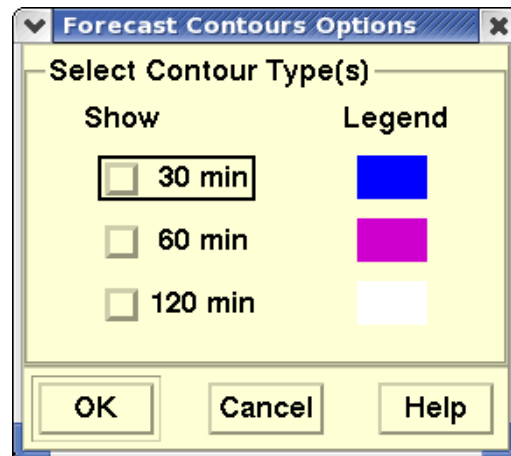 Forecast Contours Options
Select Contour Type(s)
Show Legend
30 min
60 min
120 min
OK Cancel Help